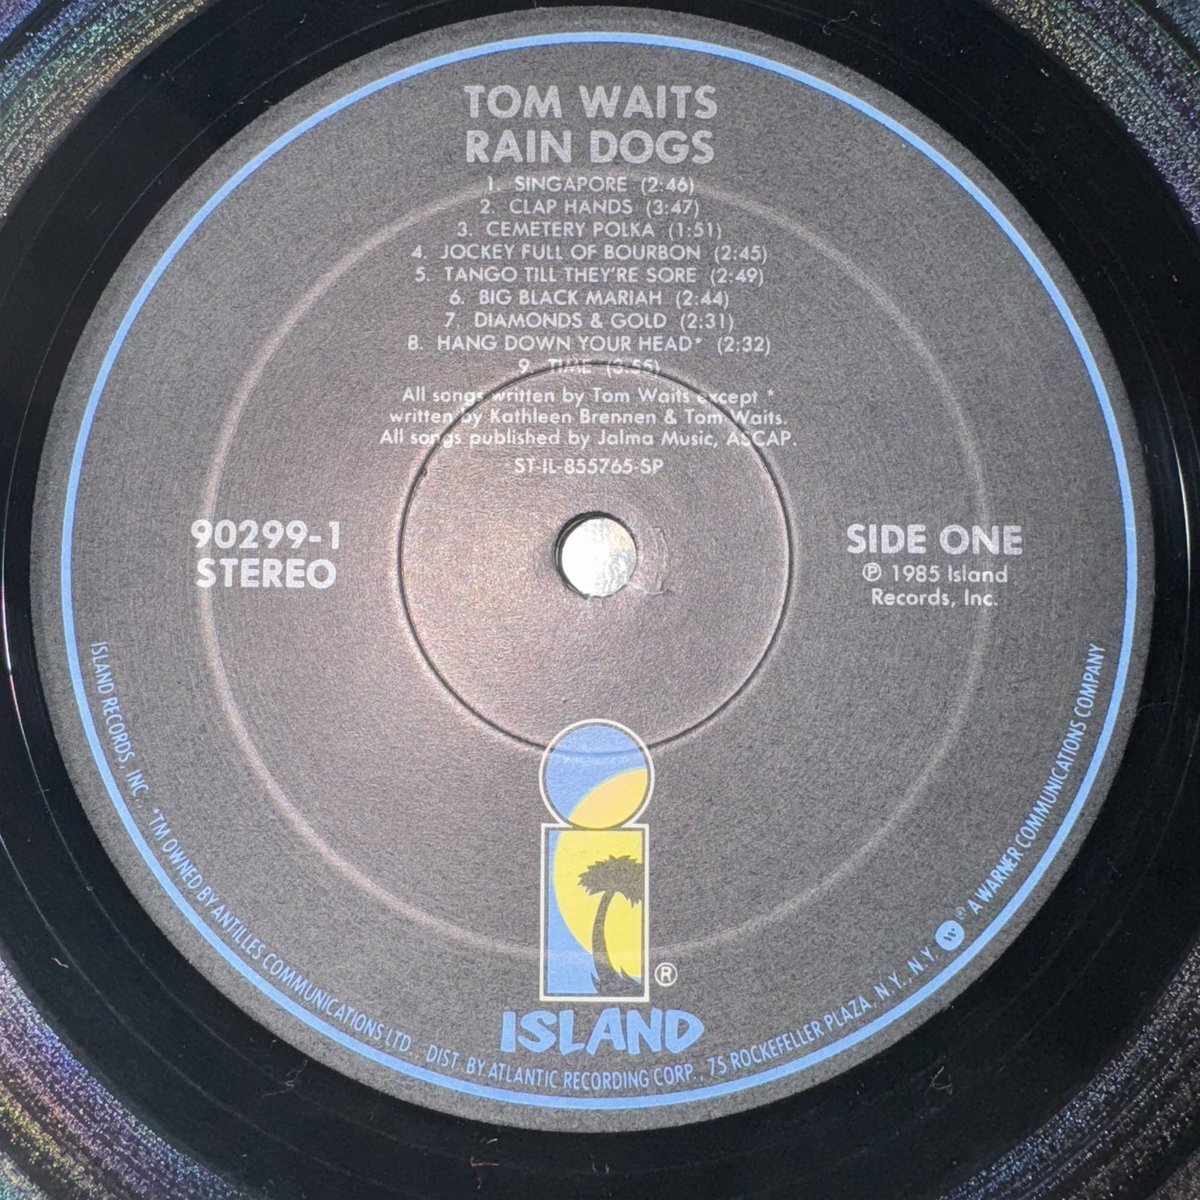 TOM WAITS
RAIN DOGS
1. SINGAPORE (2:46)
2. CLAP HANDS (3:47)
3. CEMETERY POLKA (1:51)
4. JOCKEY FULL OF BOURBON (2:45)
5. TANGO TILL THEY'RE SORE (2:49)
6. BIG BLACK MARIAH (2:44)
7. DIAMONDS & GOLD (2:31)
8. HANG DOWN YOUR HEAD* (2:32)
9. TIME (3:55)
All songs written by Tom Waits except *
written by Kathleen Brennen & Tom Waits.
All songs published by Jalma Music, ASCAP.
ST-IL-855765-SP
90299-1
STEREO
SIDE ONE
℗ 1985 Island
Records, Inc.
®
ISLAND
ISLAND RECORDS, INC. *TM OWNED BY ANTILLES COMMUNICATIONS LTD., DIST. BY ATLANTIC RECORDING CORP., 75 ROCKEFELLER PLAZA, N.Y., N.Y. ® A WARNER COMMUNICATIONS COMPANY